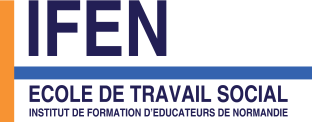 IFEN
ECOLE DE TRAVAIL SOCIAL
INSTITUT DE FORMATION D'EDUCATEURS DE NORMANDIE